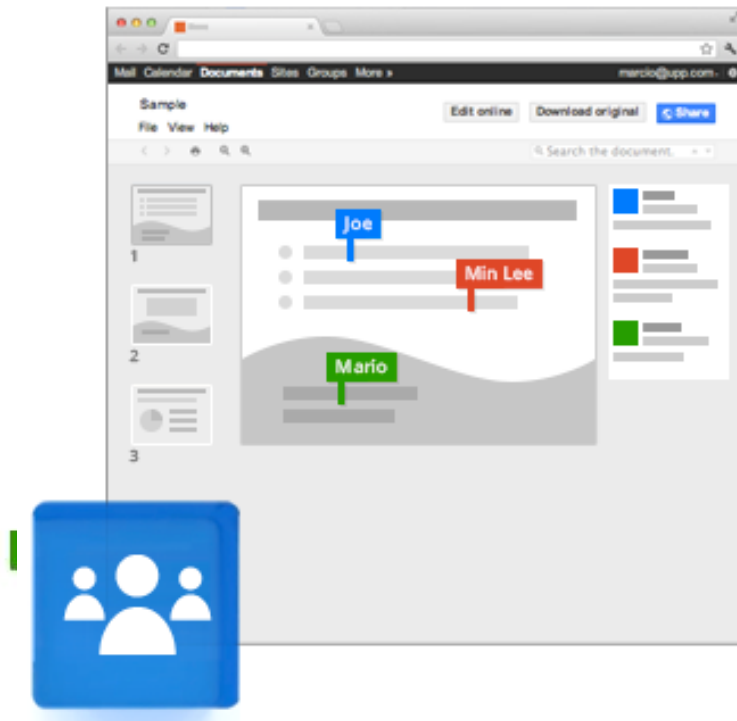 Mail Calendar Documents Sites Groups More »
marcio@upp.com
Sample
File View Help
Edit online
Download original
Share
Search the document.
1
2
3
Joe
Min Lee
Mario